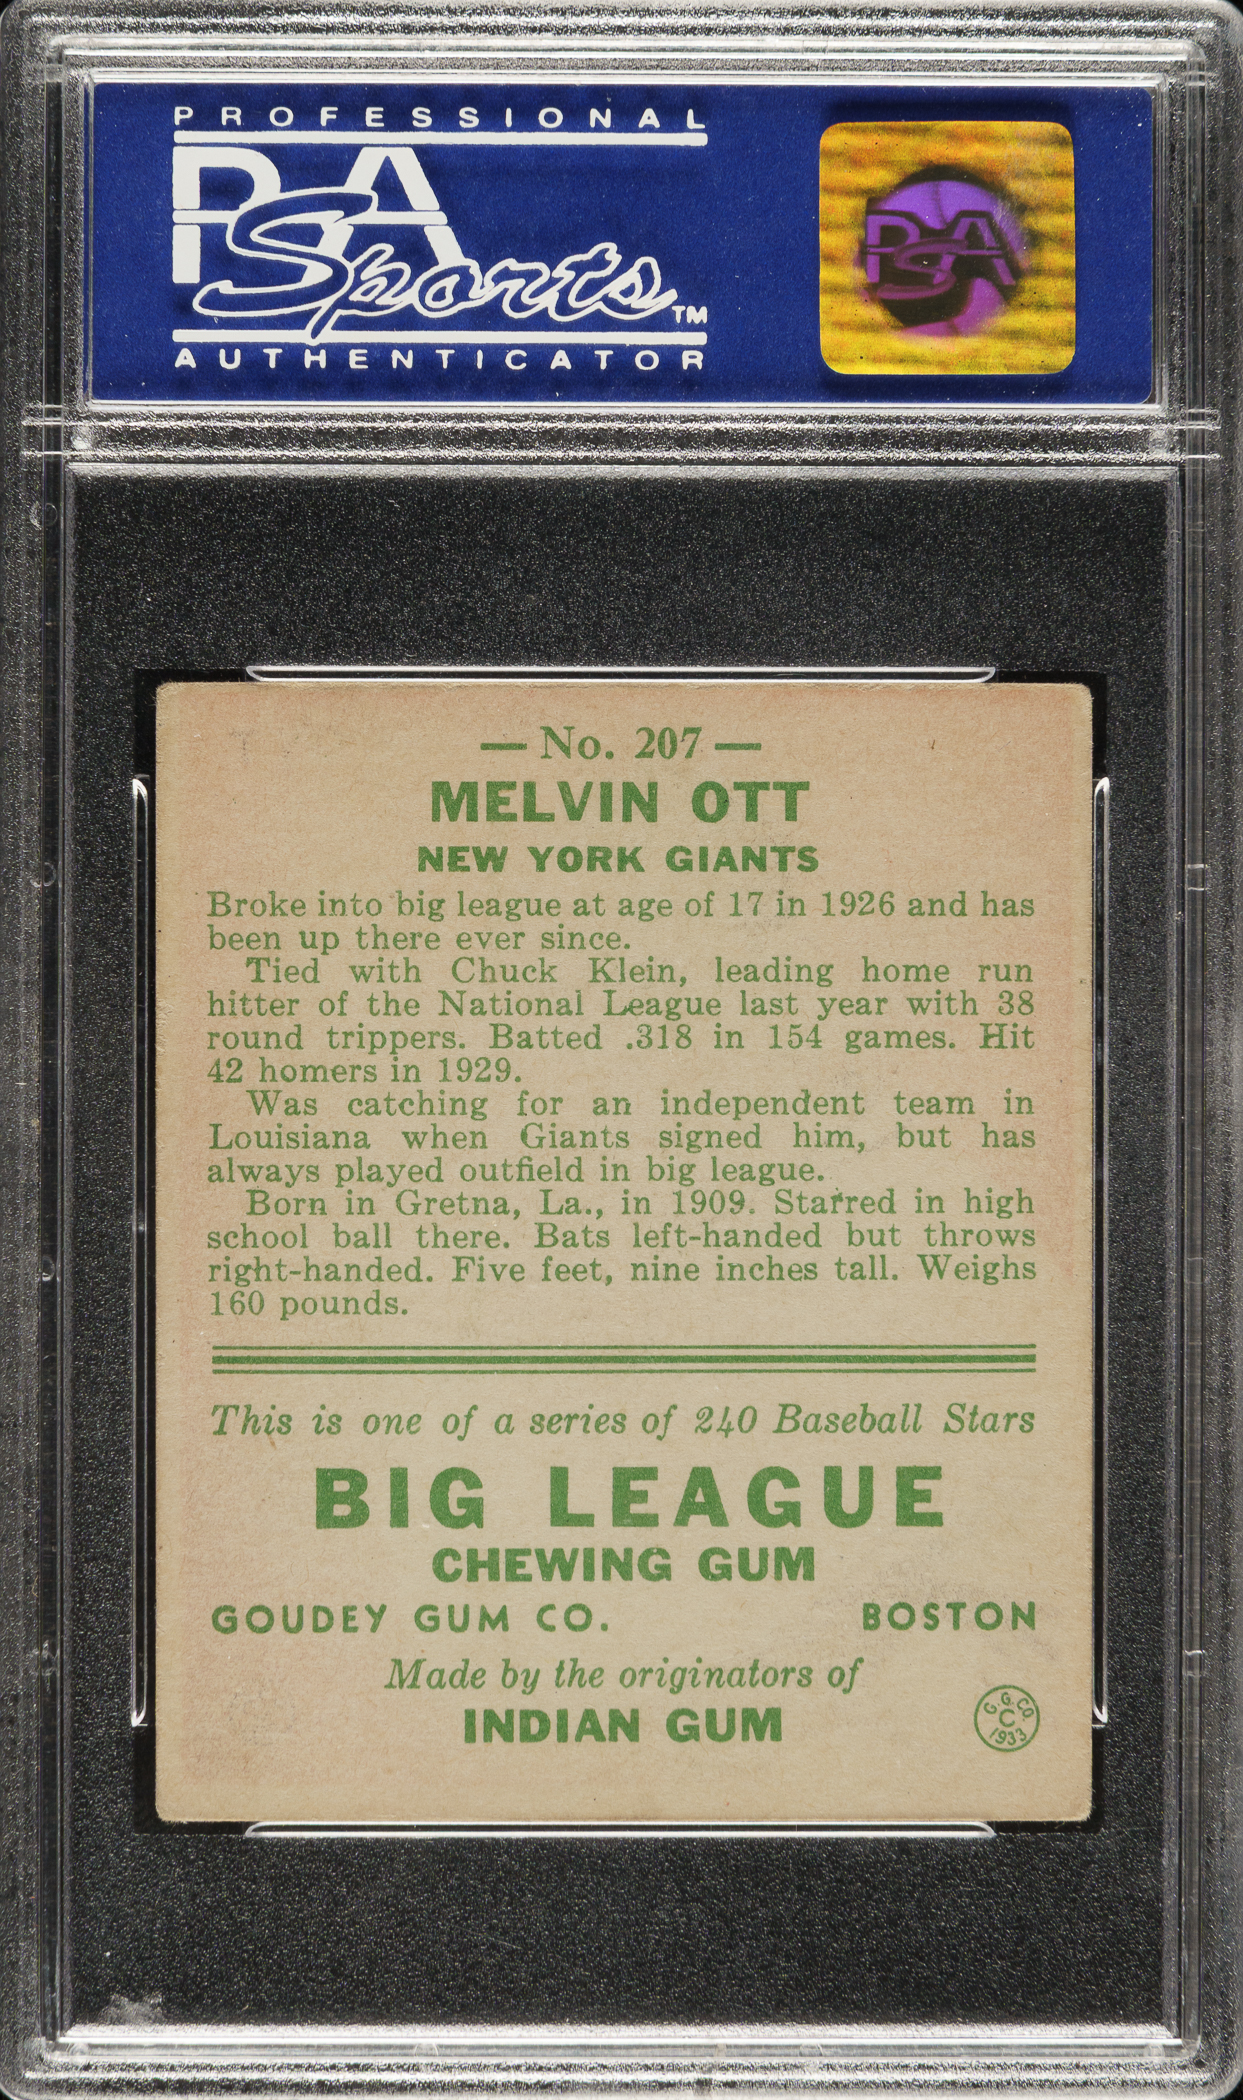 PROFESSIONAL
PSA
Sports™
AUTHENTICATOR
PSA
— No. 207 —
MELVIN OTT
NEW YORK GIANTS
Broke into big league at age of 17 in 1926 and has
been up there ever since.
Tied with Chuck Klein, leading home run
hitter of the National League last year with 38
round trippers. Batted .318 in 154 games. Hit
42 homers in 1929.
Was catching for an independent team in
Louisiana when Giants signed him, but has
always played outfield in big league.
Born in Gretna, La., in 1909. Starred in high
school ball there. Bats left-handed but throws
right-handed. Five feet, nine inches tall. Weighs
160 pounds.
This is one of a series of 240 Baseball Stars
BIG LEAGUE
CHEWING GUM
GOUDEY GUM CO. BOSTON
Made by the originators of
INDIAN GUM
G. G. CO.
C
1933